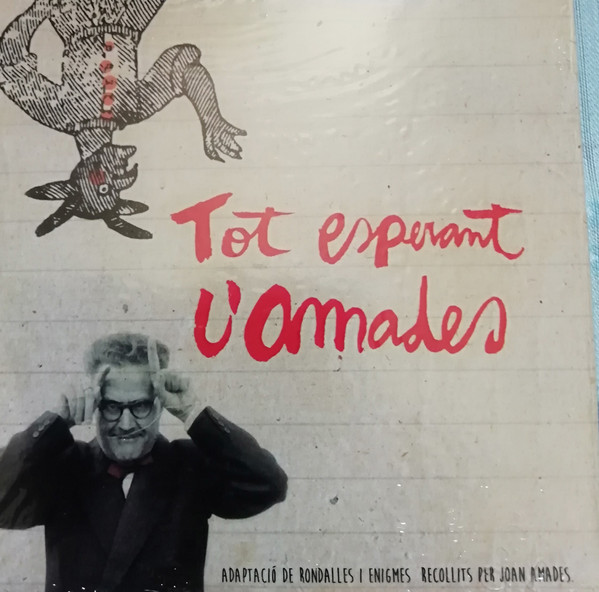 Tot esperant
l'Amades
ADAPTACIÓ DE RONDALLES I ENIGMES RECOLLITS PER JOAN AMADES.